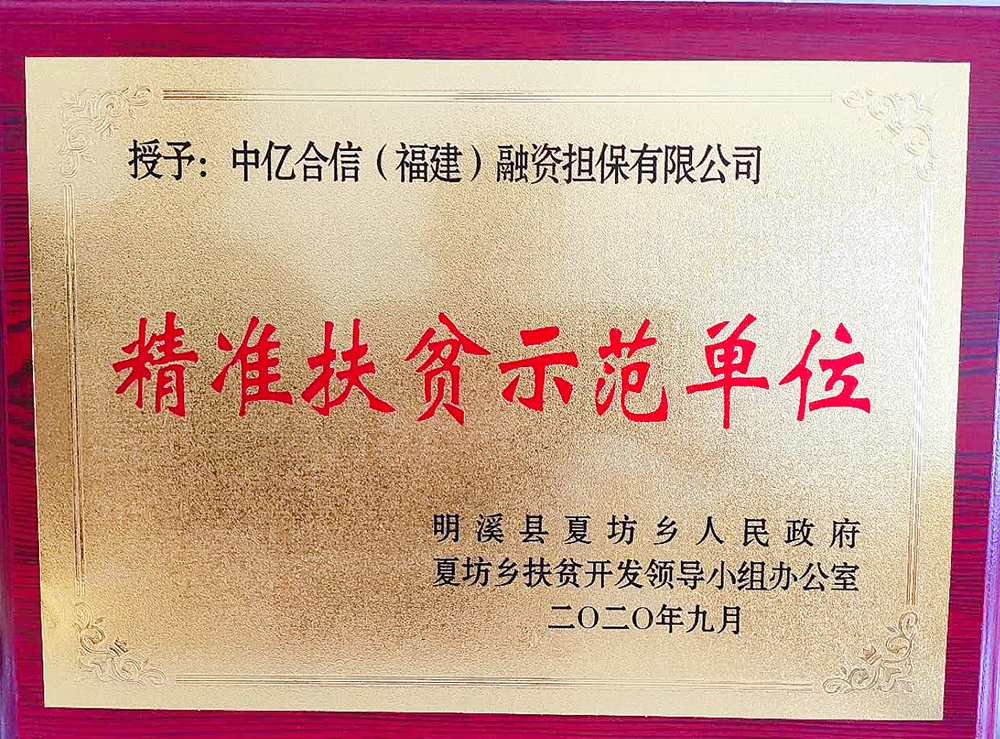 授予：中亿合信（福建）融资担保有限公司
精准扶贫示范单位
明溪县夏坊乡人民政府
夏坊乡扶贫开发领导小组办公室
二〇二〇年九月